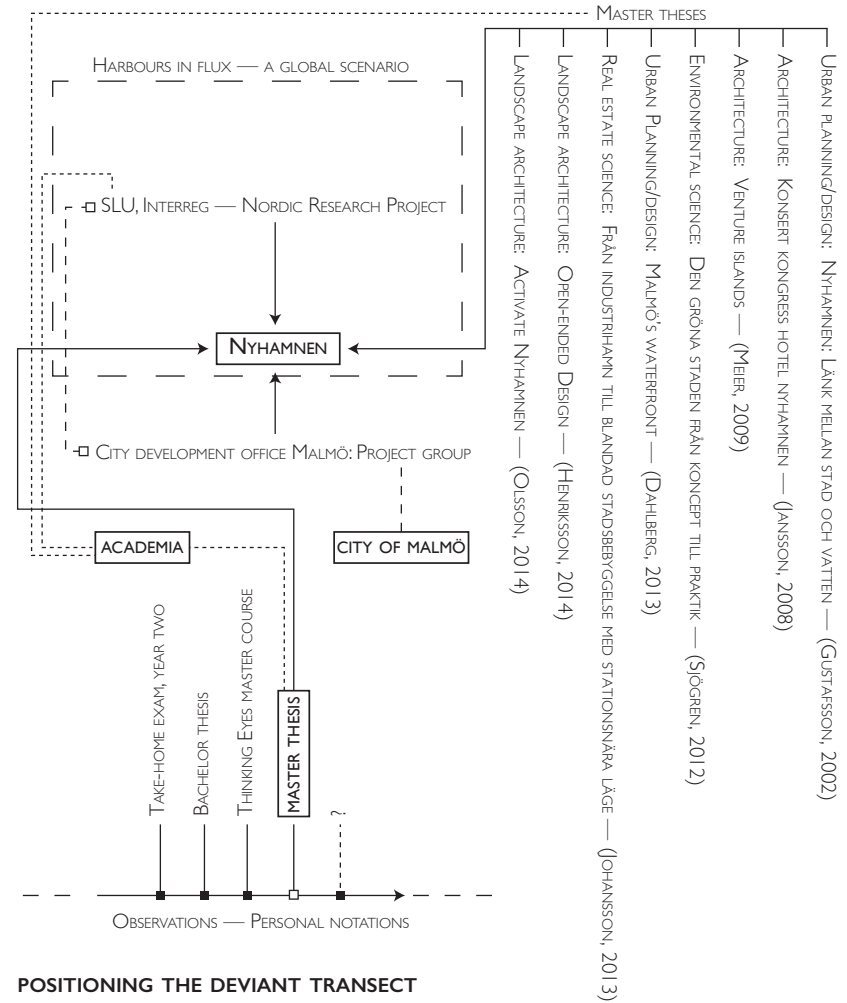 Master theses
Harbours in flux — a global scenario
SLU, Interreg — Nordic Research Project
Nyhamnen
City development office Malmö: Project group
ACADEMIA
CITY OF MALMÖ
Take-home exam, year two
Bachelor thesis
Thinking Eyes master course
MASTER THESIS
?
Observations — Personal notations
Landscape architecture: Activate Nyhamnen — (Olsson, 2014)
Landscape architecture: Open-ended Design — (Henriksson, 2014)
Real estate science: Från industrihamn till blandad stadsbebyggelse med stationsnära läge — (Johansson, 2013)
Urban Planning/design: Malmö's waterfront — (Dahlberg, 2013)
Environmental science: Den gröna staden från koncept till praktik — (Sjögren, 2012)
Architecture: Venture islands — (Meer, 2009)
Architecture: Konsert kongress hotel nyhamnen — (Jansson, 2008)
Urban planning/design: Nyhamnen: Länk mellan stad och vatten — (Gustafsson, 2002)
POSITIONING THE DEVIANT TRANSECT